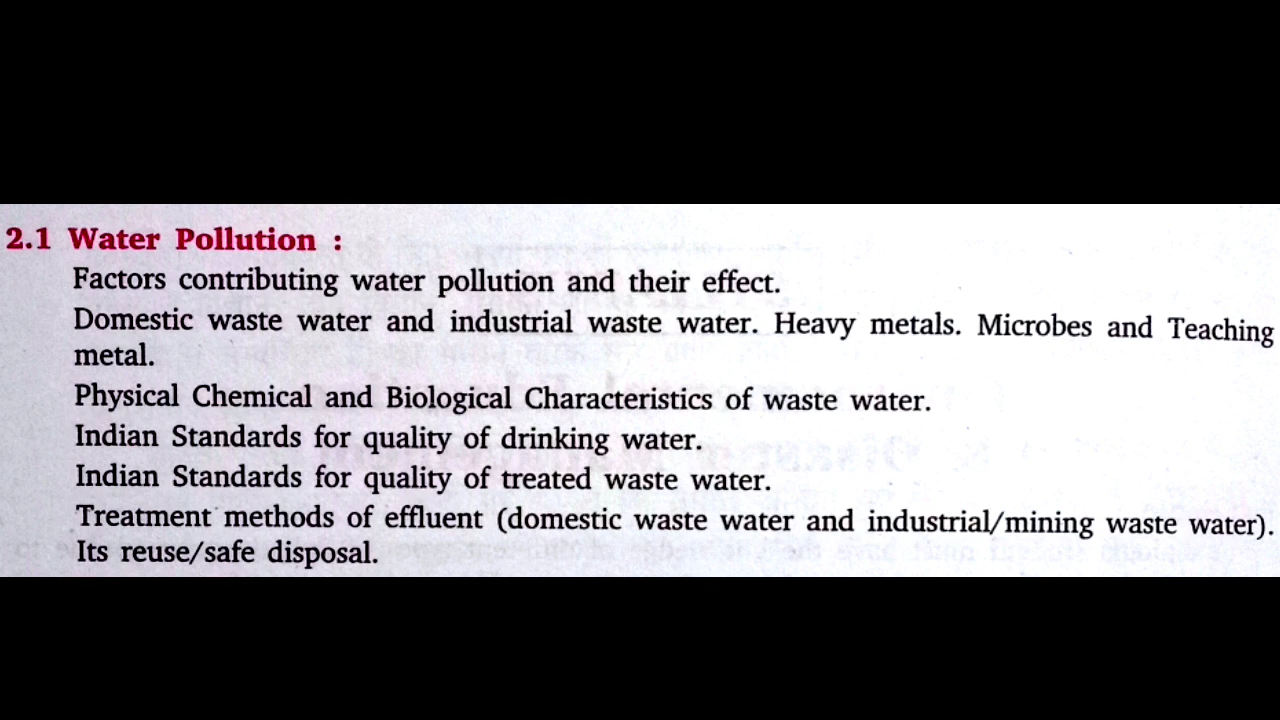 2.1 Water Pollution :
Factors contributing water pollution and their effect.
Domestic waste water and industrial waste water. Heavy metals. Microbes and Teaching
metal.
Physical Chemical and Biological Characteristics of waste water.
Indian Standards for quality of drinking water.
Indian Standards for quality of treated waste water.
Treatment methods of effluent (domestic waste water and industrial/mining waste water).
Its reuse/safe disposal.